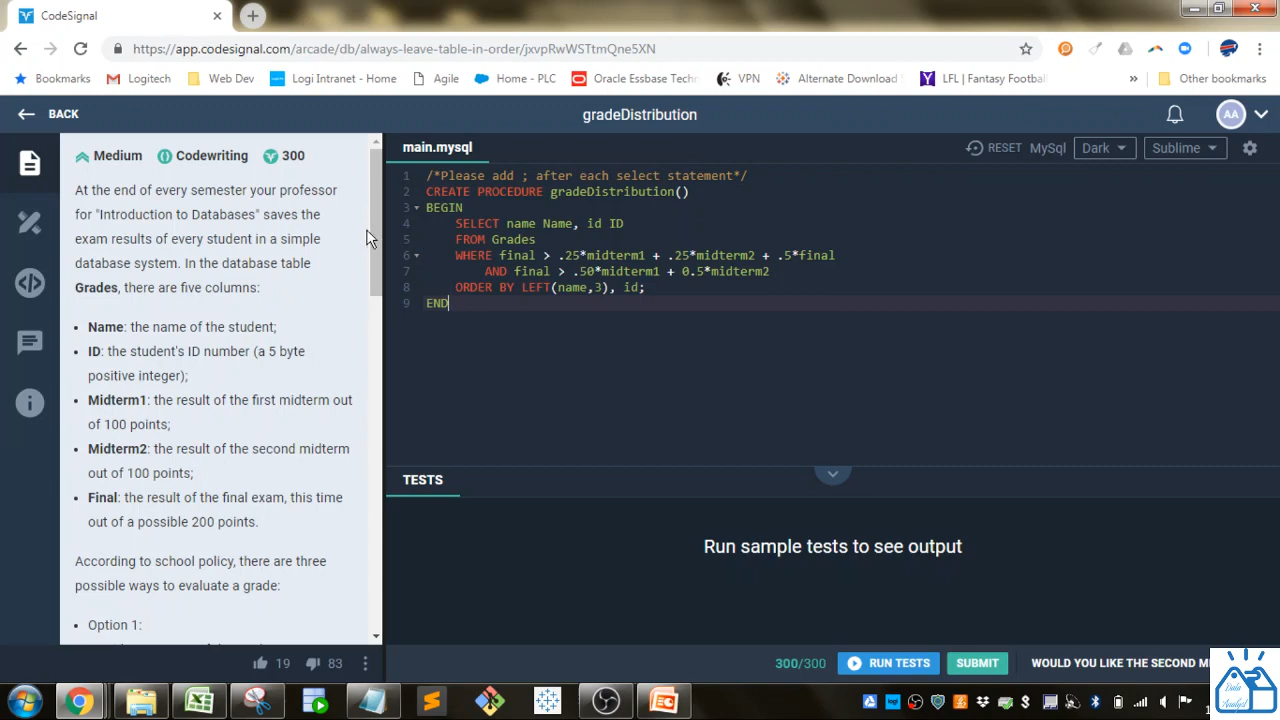 CodeSignal
https://app.codesignal.com/arcade/db/always-leave-table-in-order/jxvpRwWSTtmQne5XN
Bookmarks Logitech Web Dev Logi Intranet - Home Agile Home - PLC Oracle Essbase Techn VPN Alternate Download LFL | Fantasy Football » Other bookmarks
BACK gradeDistribution AA
Medium Codewriting 300
At the end of every semester your professor
for "Introduction to Databases" saves the
exam results of every student in a simple
database system. In the database table
Grades, there are five columns:
• Name: the name of the student;
• ID: the student's ID number (a 5 byte
positive integer);
• Midterm1: the result of the first midterm out
of 100 points;
• Midterm2: the result of the second midterm
out of 100 points;
• Final: the result of the final exam, this time
out of a possible 200 points.
According to school policy, there are three
possible ways to evaluate a grade:
• Option 1:
19 83
main.mysql RESET MySql Dark Sublime
1 /*Please add ; after each select statement*/
2 CREATE PROCEDURE gradeDistribution()
3 BEGIN
4 SELECT name Name, id ID
5 FROM Grades
6 WHERE final > .25*midterm1 + .25*midterm2 + .5*final
7 AND final > .50*midterm1 + 0.5*midterm2
8 ORDER BY LEFT(name,3), id;
9 END
TESTS
Run sample tests to see output
300/300 RUN TESTS SUBMIT WOULD YOU LIKE THE SECOND M
Data
Analyst